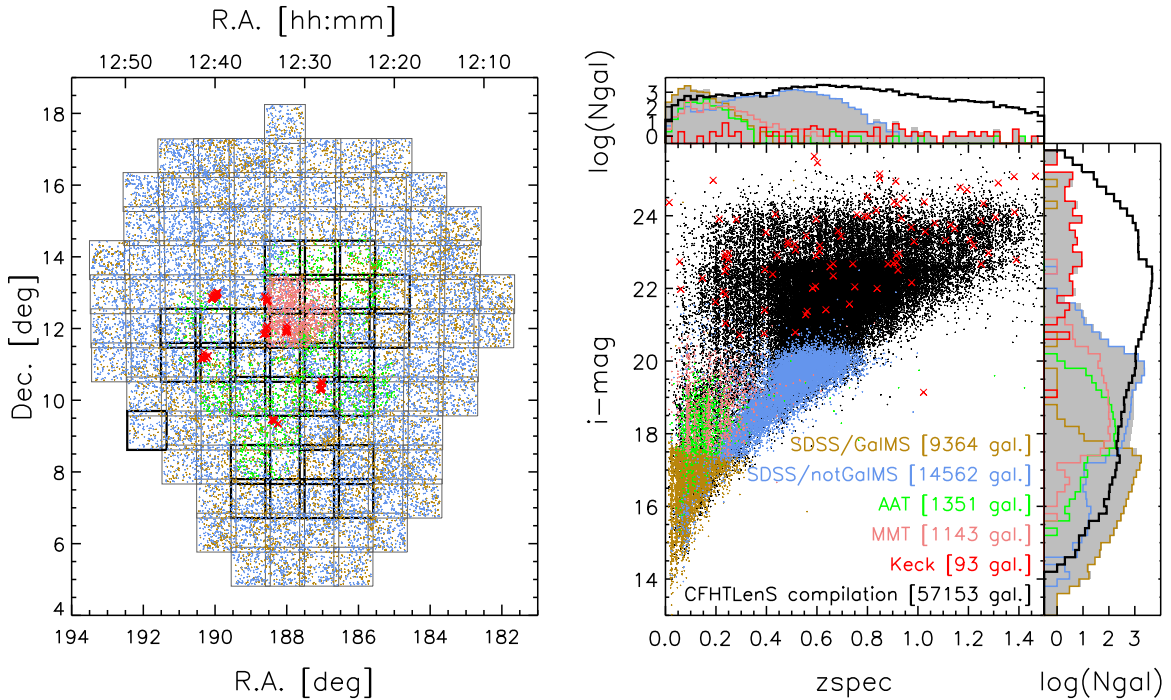 R.A. [hh:mm]
12:50 12:40 12:30 12:20 12:10
Dec. [deg]
18
16
14
12
10
8
6
4
194 192 190 188 186 184 182
R.A. [deg]
log(Ngal)
3
2
1
0
i-mag
24
22
20
18
16
14
SDSS/GalMS [9364 gal.]
SDSS/notGalMS [14562 gal.]
AAT [1351 gal.]
MMT [1143 gal.]
Keck [93 gal.]
CFHTLenS compilation [57153 gal.]
0.0 0.2 0.4 0.6 0.8 1.0 1.2 1.4
zspec
0 1 2 3
log(Ngal)